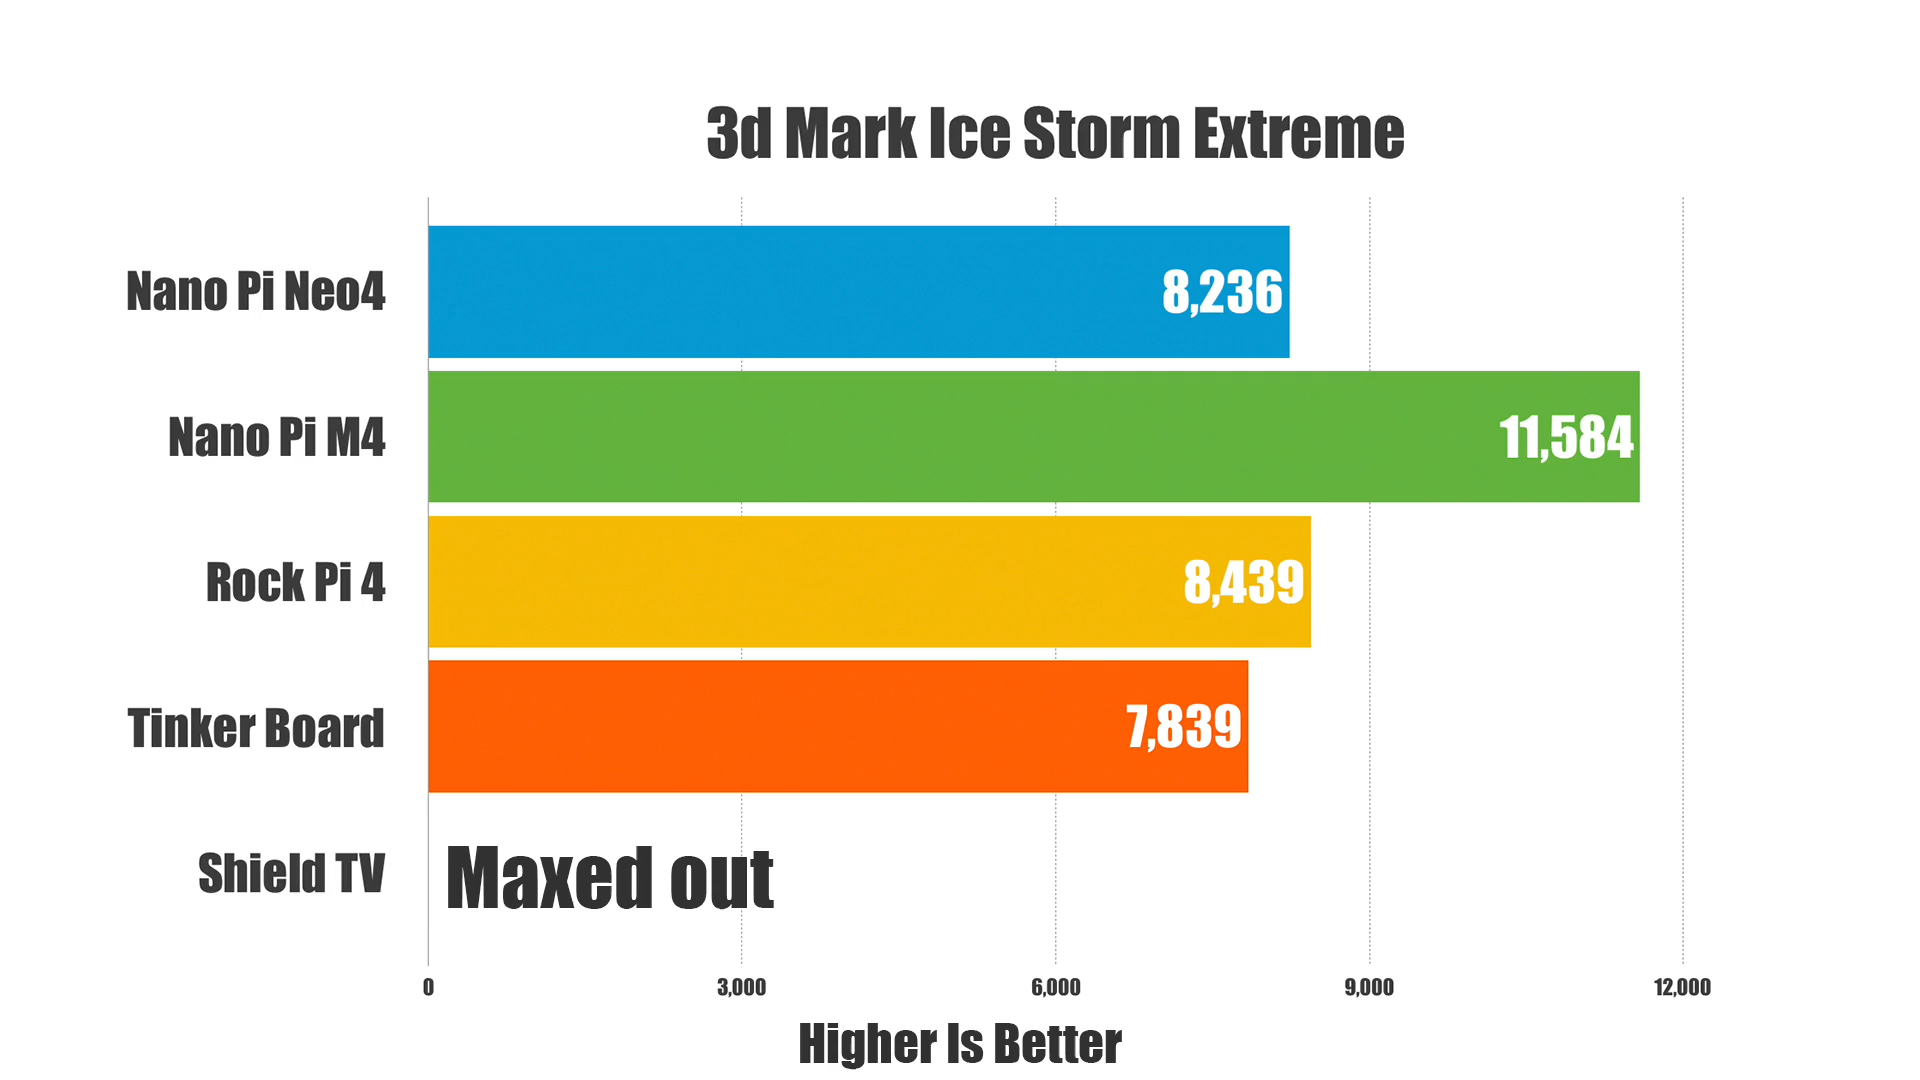 3d Mark Ice Storm Extreme
Nano Pi Neo4
8,236
Nano Pi M4
11,584
Rock Pi 4
8,439
Tinker Board
7,839
Shield TV
Maxed out
0 3,000 6,000 9,000 12,000
Higher Is Better